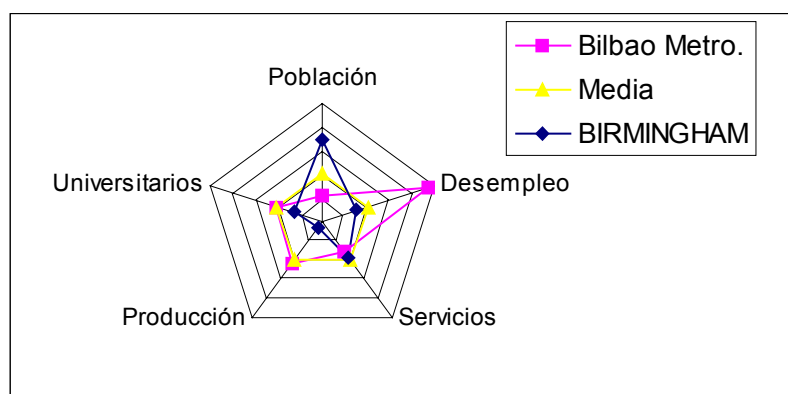 Bilbao Metro.
Media
BIRMINGHAM
Población
Universitarios
Desempleo
Producción
Servicios